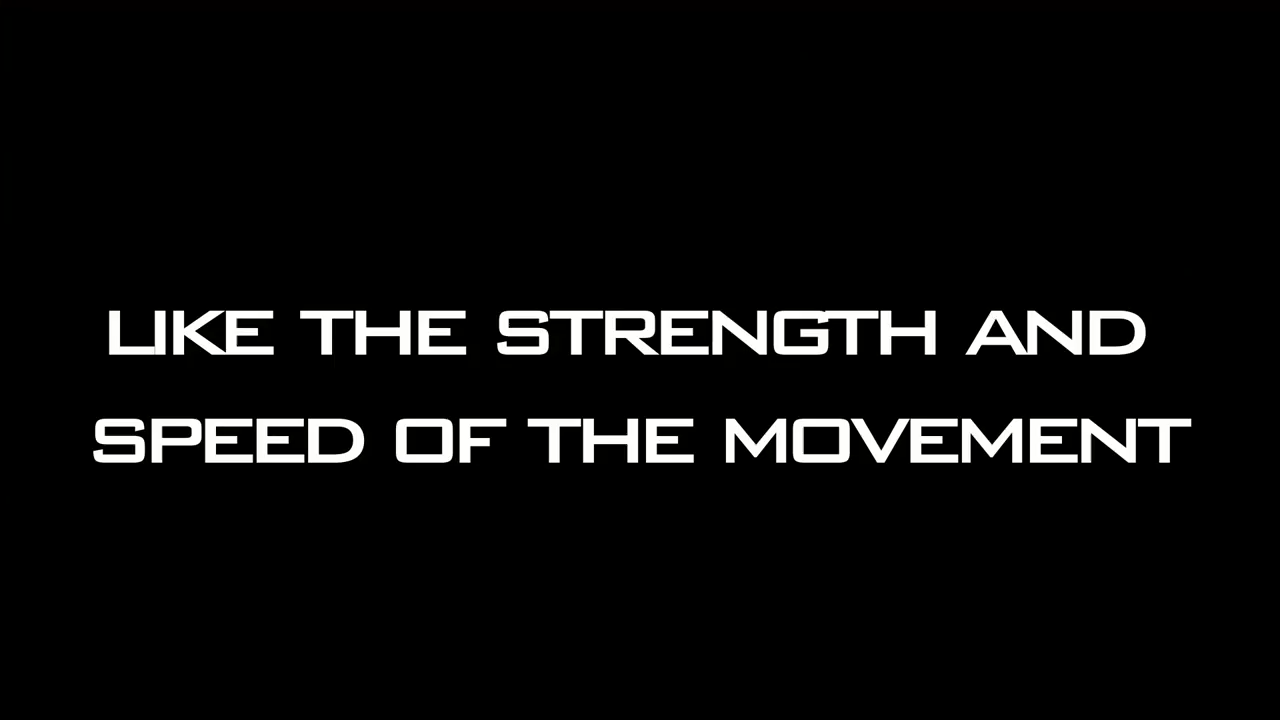 LIKE THE STRENGTH AND
SPEED OF THE MOVEMENT